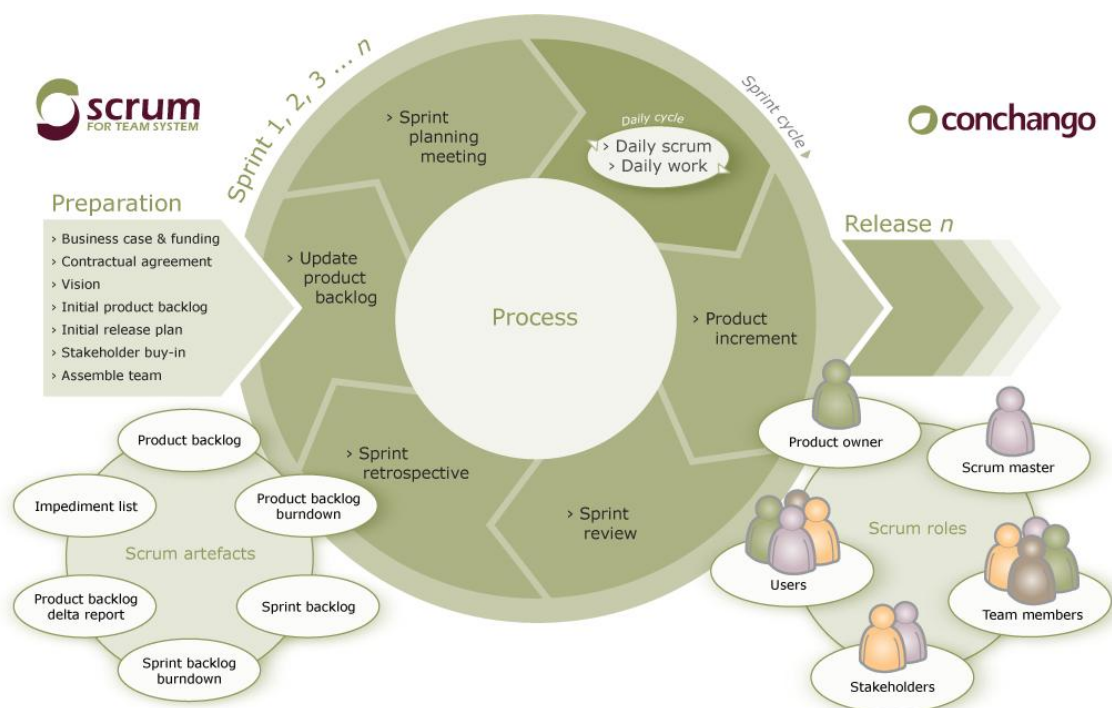 scrum
FOR TEAM SYSTEM
conchango
Sprint 1, 2, 3 ... n
Sprint cycle
Preparation
› Business case & funding
› Contractual agreement
› Vision
› Initial product backlog
› Initial release plan
› Stakeholder buy-in
› Assemble team
› Sprint
planning
meeting
Daily cycle
› Daily scrum
› Daily work
› Update
product
backlog
Process
› Product
increment
› Sprint
retrospective
› Sprint
review
Release n
Product backlog
Impediment list
Product backlog
burndown
Scrum artefacts
Product backlog
delta report
Sprint backlog
Sprint backlog
burndown
Product owner
Scrum master
Scrum roles
Users
Team members
Stakeholders